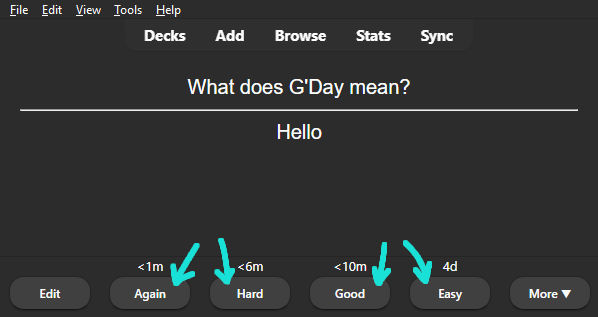 File Edit View Tools Help
Decks Add Browse Stats Sync
What does G'Day mean?
Hello
<1m <6m <10m 4d
Edit Again Hard Good Easy More ▼